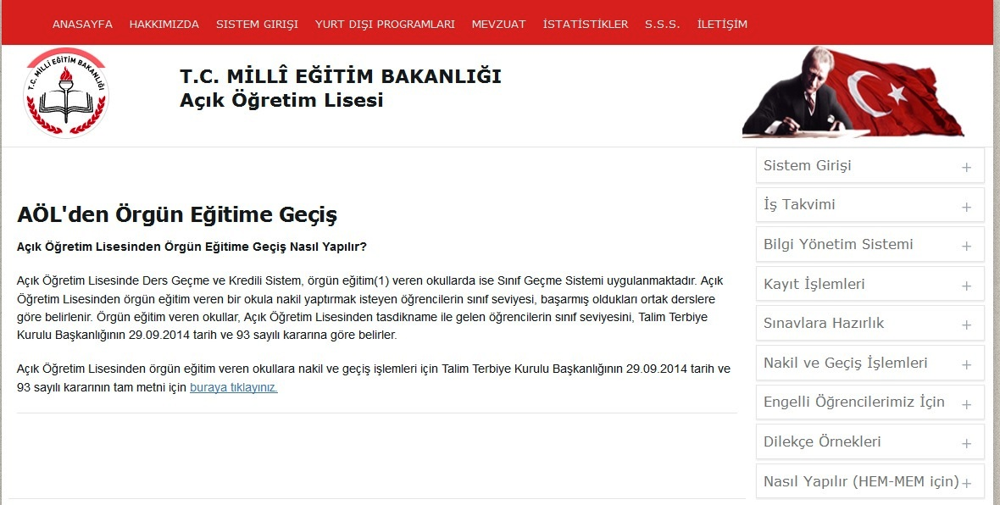 ANASAYFA HAKKIMIZDA SISTEM GIRIŞI YURT DIŞI PROGRAMLARI MEVZUAT İSTATİSTİKLER S.S.S. İLETİŞİM
T.C. MİLLİ EĞİTİM BAKANLIĞI
T.C. MİLLÎ EĞİTİM BAKANLIĞI
Açık Öğretim Lisesi
AÖL'den Örgün Eğitime Geçiş
Açık Öğretim Lisesinden Örgün Eğitime Geçiş Nasıl Yapılır?
Açık Öğretim Lisesinde Ders Geçme ve Kredili Sistem, örgün eğitim(1) veren okullarda ise Sınıf Geçme Sistemi uygulanmaktadır. Açık
Öğretim Lisesinden örgün eğitim veren bir okula nakil yaptırmak isteyen öğrencilerin sınıf seviyesi, başarmış oldukları ortak derslere
göre belirlenir. Örgün eğitim veren okullar, Açık Öğretim Lisesinden tasdikname ile gelen öğrencilerin sınıf seviyesini, Talim Terbiye
Kurulu Başkanlığının 29.09.2014 tarih ve 93 sayılı kararına göre belirler.
Açık Öğretim Lisesinden örgün eğitim veren okullara nakil ve geçiş işlemleri için Talim Terbiye Kurulu Başkanlığının 29.09.2014 tarih ve
93 sayılı kararının tam metni için buraya tıklayınız.
Sistem Girişi +
İş Takvimi +
Bilgi Yönetim Sistemi +
Kayıt İşlemleri +
Sınavlara Hazırlık +
Nakil ve Geçiş İşlemleri +
Engelli Öğrencilerimiz İçin +
Dilekçe Örnekleri +
Nasıl Yapılır (HEM-MEM için) +